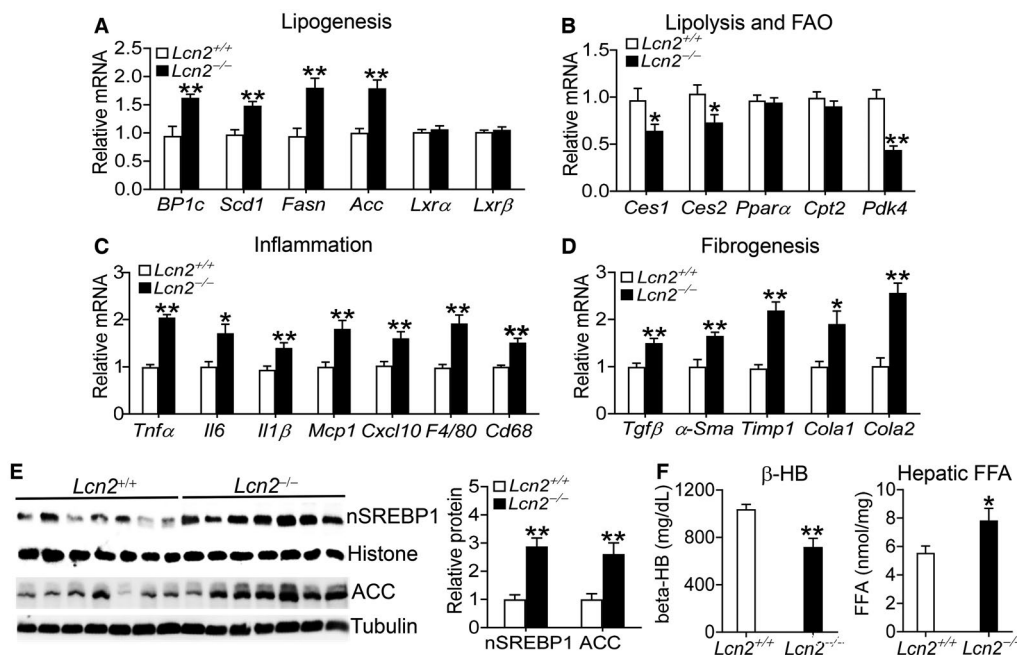 A Lipogenesis
Lcn2+/+
Lcn2−/−
Relative mRNA
2.5
2.0
1.5
1.0
0.5
0.0
** ** ** **
BP1c Scd1 Fasn Acc Lxrα Lxrβ
B Lipolysis and FAO
Lcn2+/+
Lcn2−/−
Relative mRNA
1.5
1.0
0.5
0.0
* * **
Ces1 Ces2 Pparα Cpt2 Pdk4
C Inflammation
Lcn2+/+
Lcn2−/−
Relative mRNA
3
2
1
0
** * ** ** ** ** **
Tnfα Il6 Il1β Mcp1 Cxcl10 F4/80 Cd68
D Fibrogenesis
Lcn2+/+
Lcn2−/−
Relative mRNA
3
2
1
0
** ** ** * **
Tgfβ α-Sma Timp1 Cola1 Cola2
E
Lcn2+/+ Lcn2−/−
nSREBP1
Histone
ACC
Tubulin
Lcn2+/+
Lcn2−/−
Relative protein
5
4
3
2
1
0
** **
nSREBP1 ACC
F β-HB
beta-HB (mg/dL)
1200
800
400
0
**
Lcn2+/+ Lcn2−/−
Hepatic FFA
FFA (nmol/mg)
10
8
6
4
2
0
*
Lcn2+/+ Lcn2−/